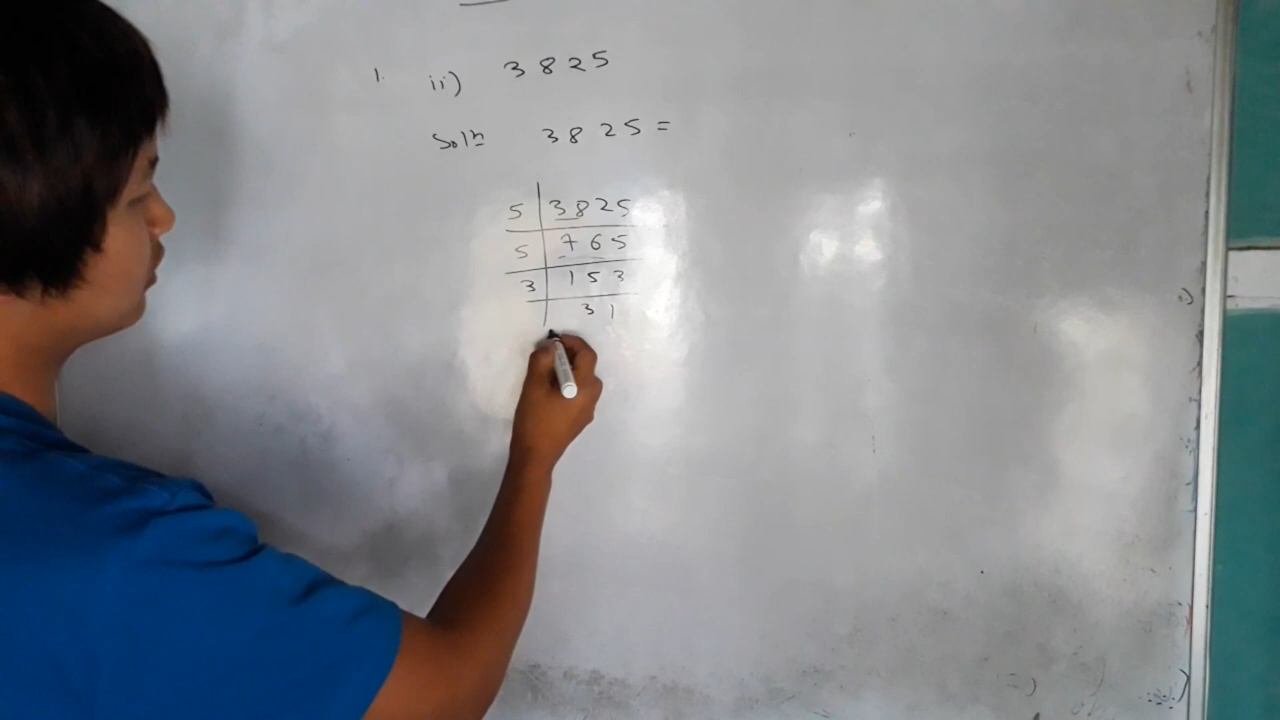 1. ii) 3825
Solⁿ 3825 =
5 | 3825
5 | 765
3 | 153
31